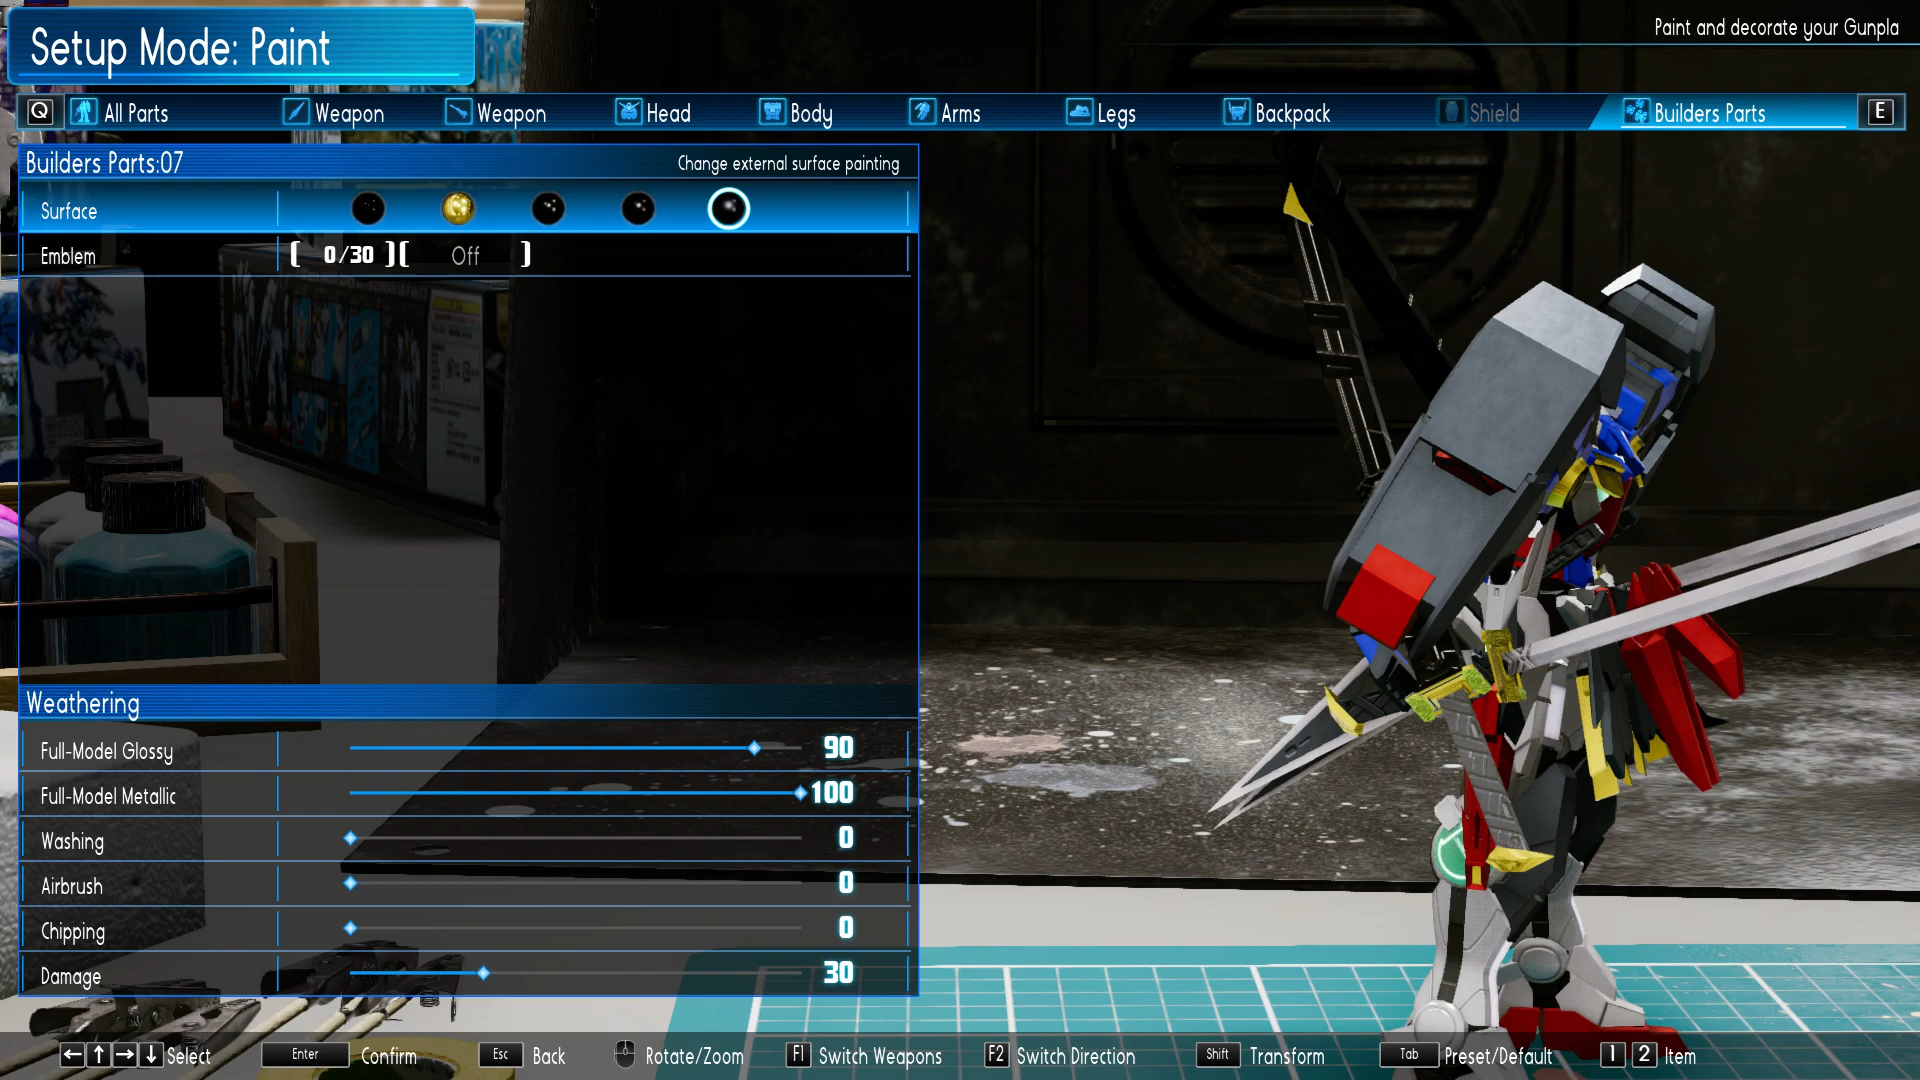 Setup Mode: Paint
Paint and decorate your Gunpla
Q All Parts Weapon Weapon Head Body Arms Legs Backpack Shield Builders Parts E
Builders Parts:07 Change external surface painting
Surface
Emblem [ 0/30 ][ Off ]
Weathering
Full-Model Glossy 90
Full-Model Metallic 100
Washing 0
Airbrush 0
Chipping 0
Damage 30
←↑→↓ Select Enter Confirm Esc Back Rotate/Zoom F1 Switch Weapons F2 Switch Direction Shift Transform Tab Preset/Default 1 2 Item